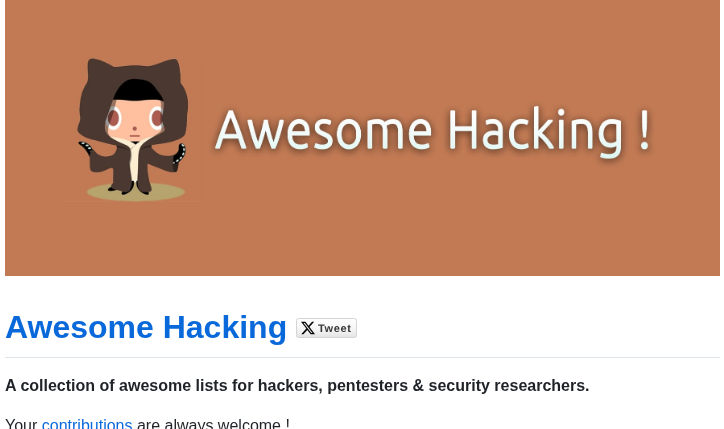 Awesome Hacking !
Awesome Hacking Tweet
A collection of awesome lists for hackers, pentesters & security researchers.
Your contributions are always welcome !